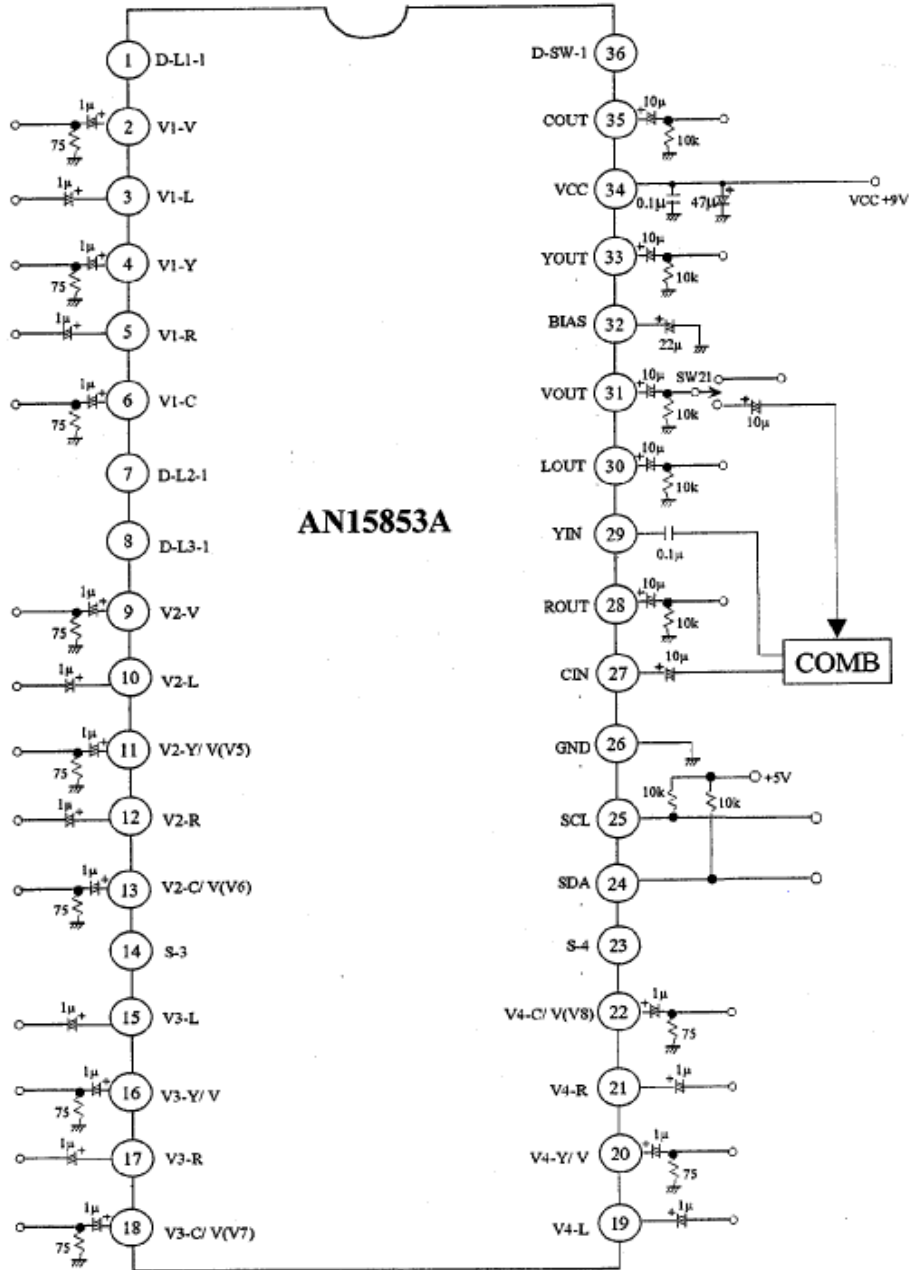 1 D-L1-1 D-SW-1 36
1μ + 2 V1-V COUT 35 + 10μ
75 10k
1μ + 3 V1-L VCC 34 0.1μ 47μ + VCC +9V
1μ + 4 V1-Y YOUT 33 + 10μ
75 10k
1μ + 5 V1-R BIAS 32 + 22μ
1μ + 6 V1-C VOUT 31 + 10μ SW21
75 10k + 10μ
7 D-L2-1 LOUT 30 + 10μ
10k
AN15853A
8 D-L3-1 YIN 29 0.1μ
1μ + 9 V2-V ROUT 28 + 10μ
75 10k
COMB
1μ + 10 V2-L CIN 27 + 10μ
1μ + 11 V2-Y/ V(V5) GND 26
75 +5V
10k 10k
1μ + 12 V2-R SCL 25
1μ + 13 V2-C/ V(V6) SDA 24
75
14 S-3 S-4 23
1μ + 15 V3-L V4-C/ V(V8) 22 + 1μ
75
1μ + 16 V3-Y/ V V4-R 21 + 1μ
75
1μ + 17 V3-R V4-Y/ V 20 + 1μ
75
1μ + 18 V3-C/ V(V7) V4-L 19 + 1μ
75